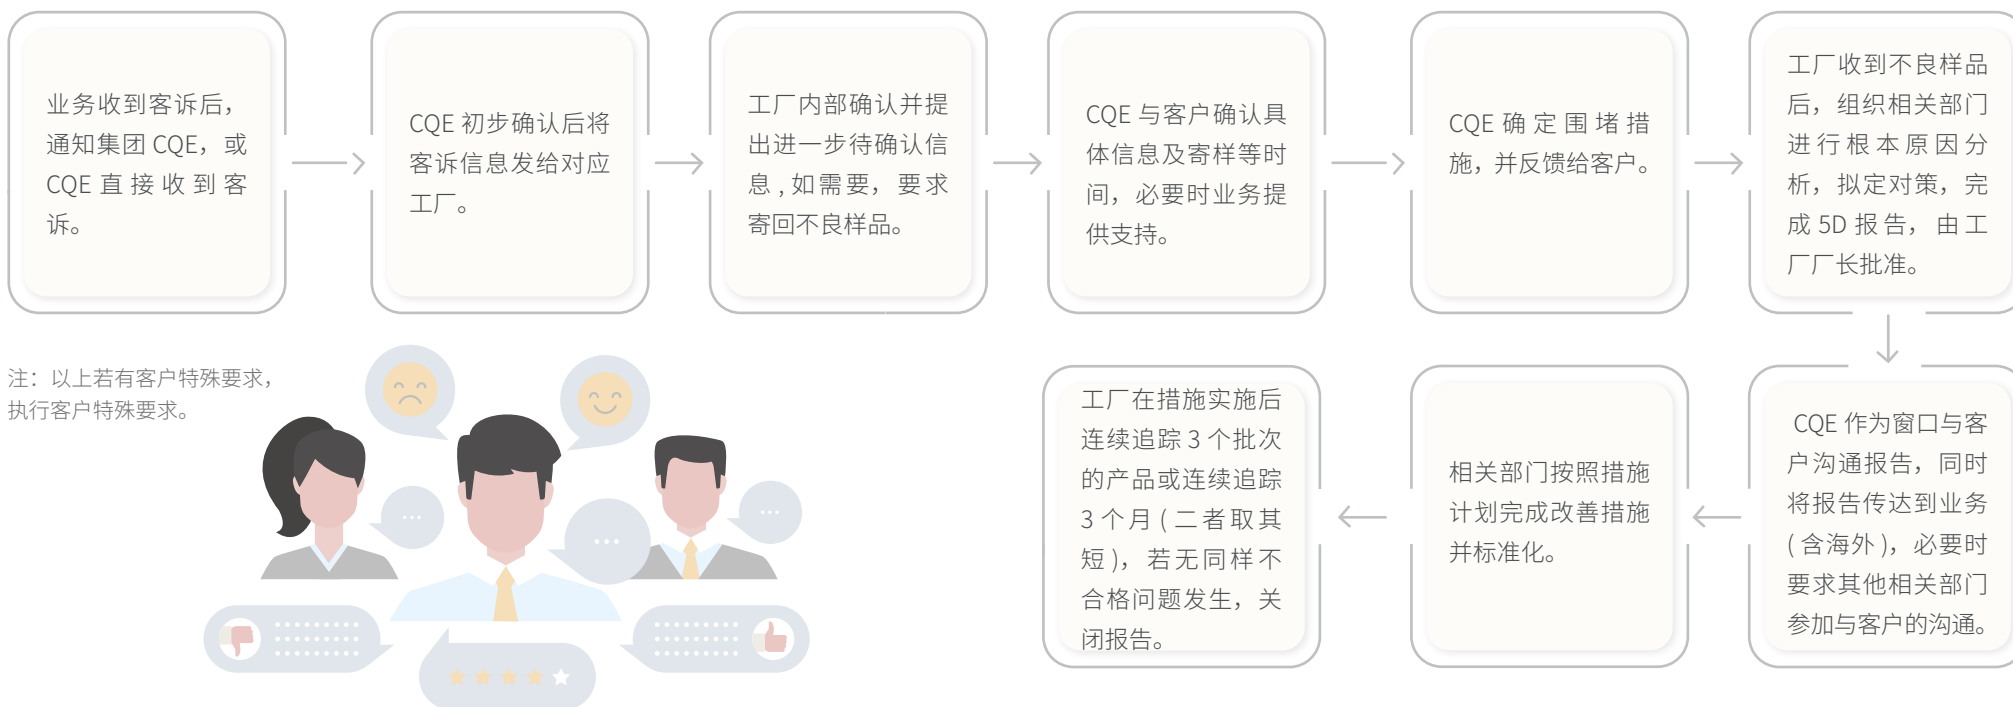 业务收到客诉后，
通知集团 CQE，或
CQE 直接收到客
诉。
CQE 初步确认后将
客诉信息发给对应
工厂。
工厂内部确认并提
出进一步待确认信
息 ,如需要，要求
寄回不良样品。
CQE 与客户确认具
体信息及寄样等时
间，必要时业务提
供支持。
CQE 确定围堵措
施，并反馈给客户。
工厂收到不良样品
后，组织相关部门
进行根本原因分
析，拟定对策，完
成 5D 报告，由工
厂厂长批准。
CQE 作为窗口与客
户沟通报告，同时
将报告传达到业务
( 含海外 )，必要时
要求其他相关部门
参加与客户的沟通。
相关部门按照措施
计划完成改善措施
并标准化。
工厂在措施实施后
连续追踪 3 个批次
的产品或连续追踪
3 个月 ( 二者取其
短 )，若无同样不
合格问题发生，关
闭报告。
注：以上若有客户特殊要求，
执行客户特殊要求。